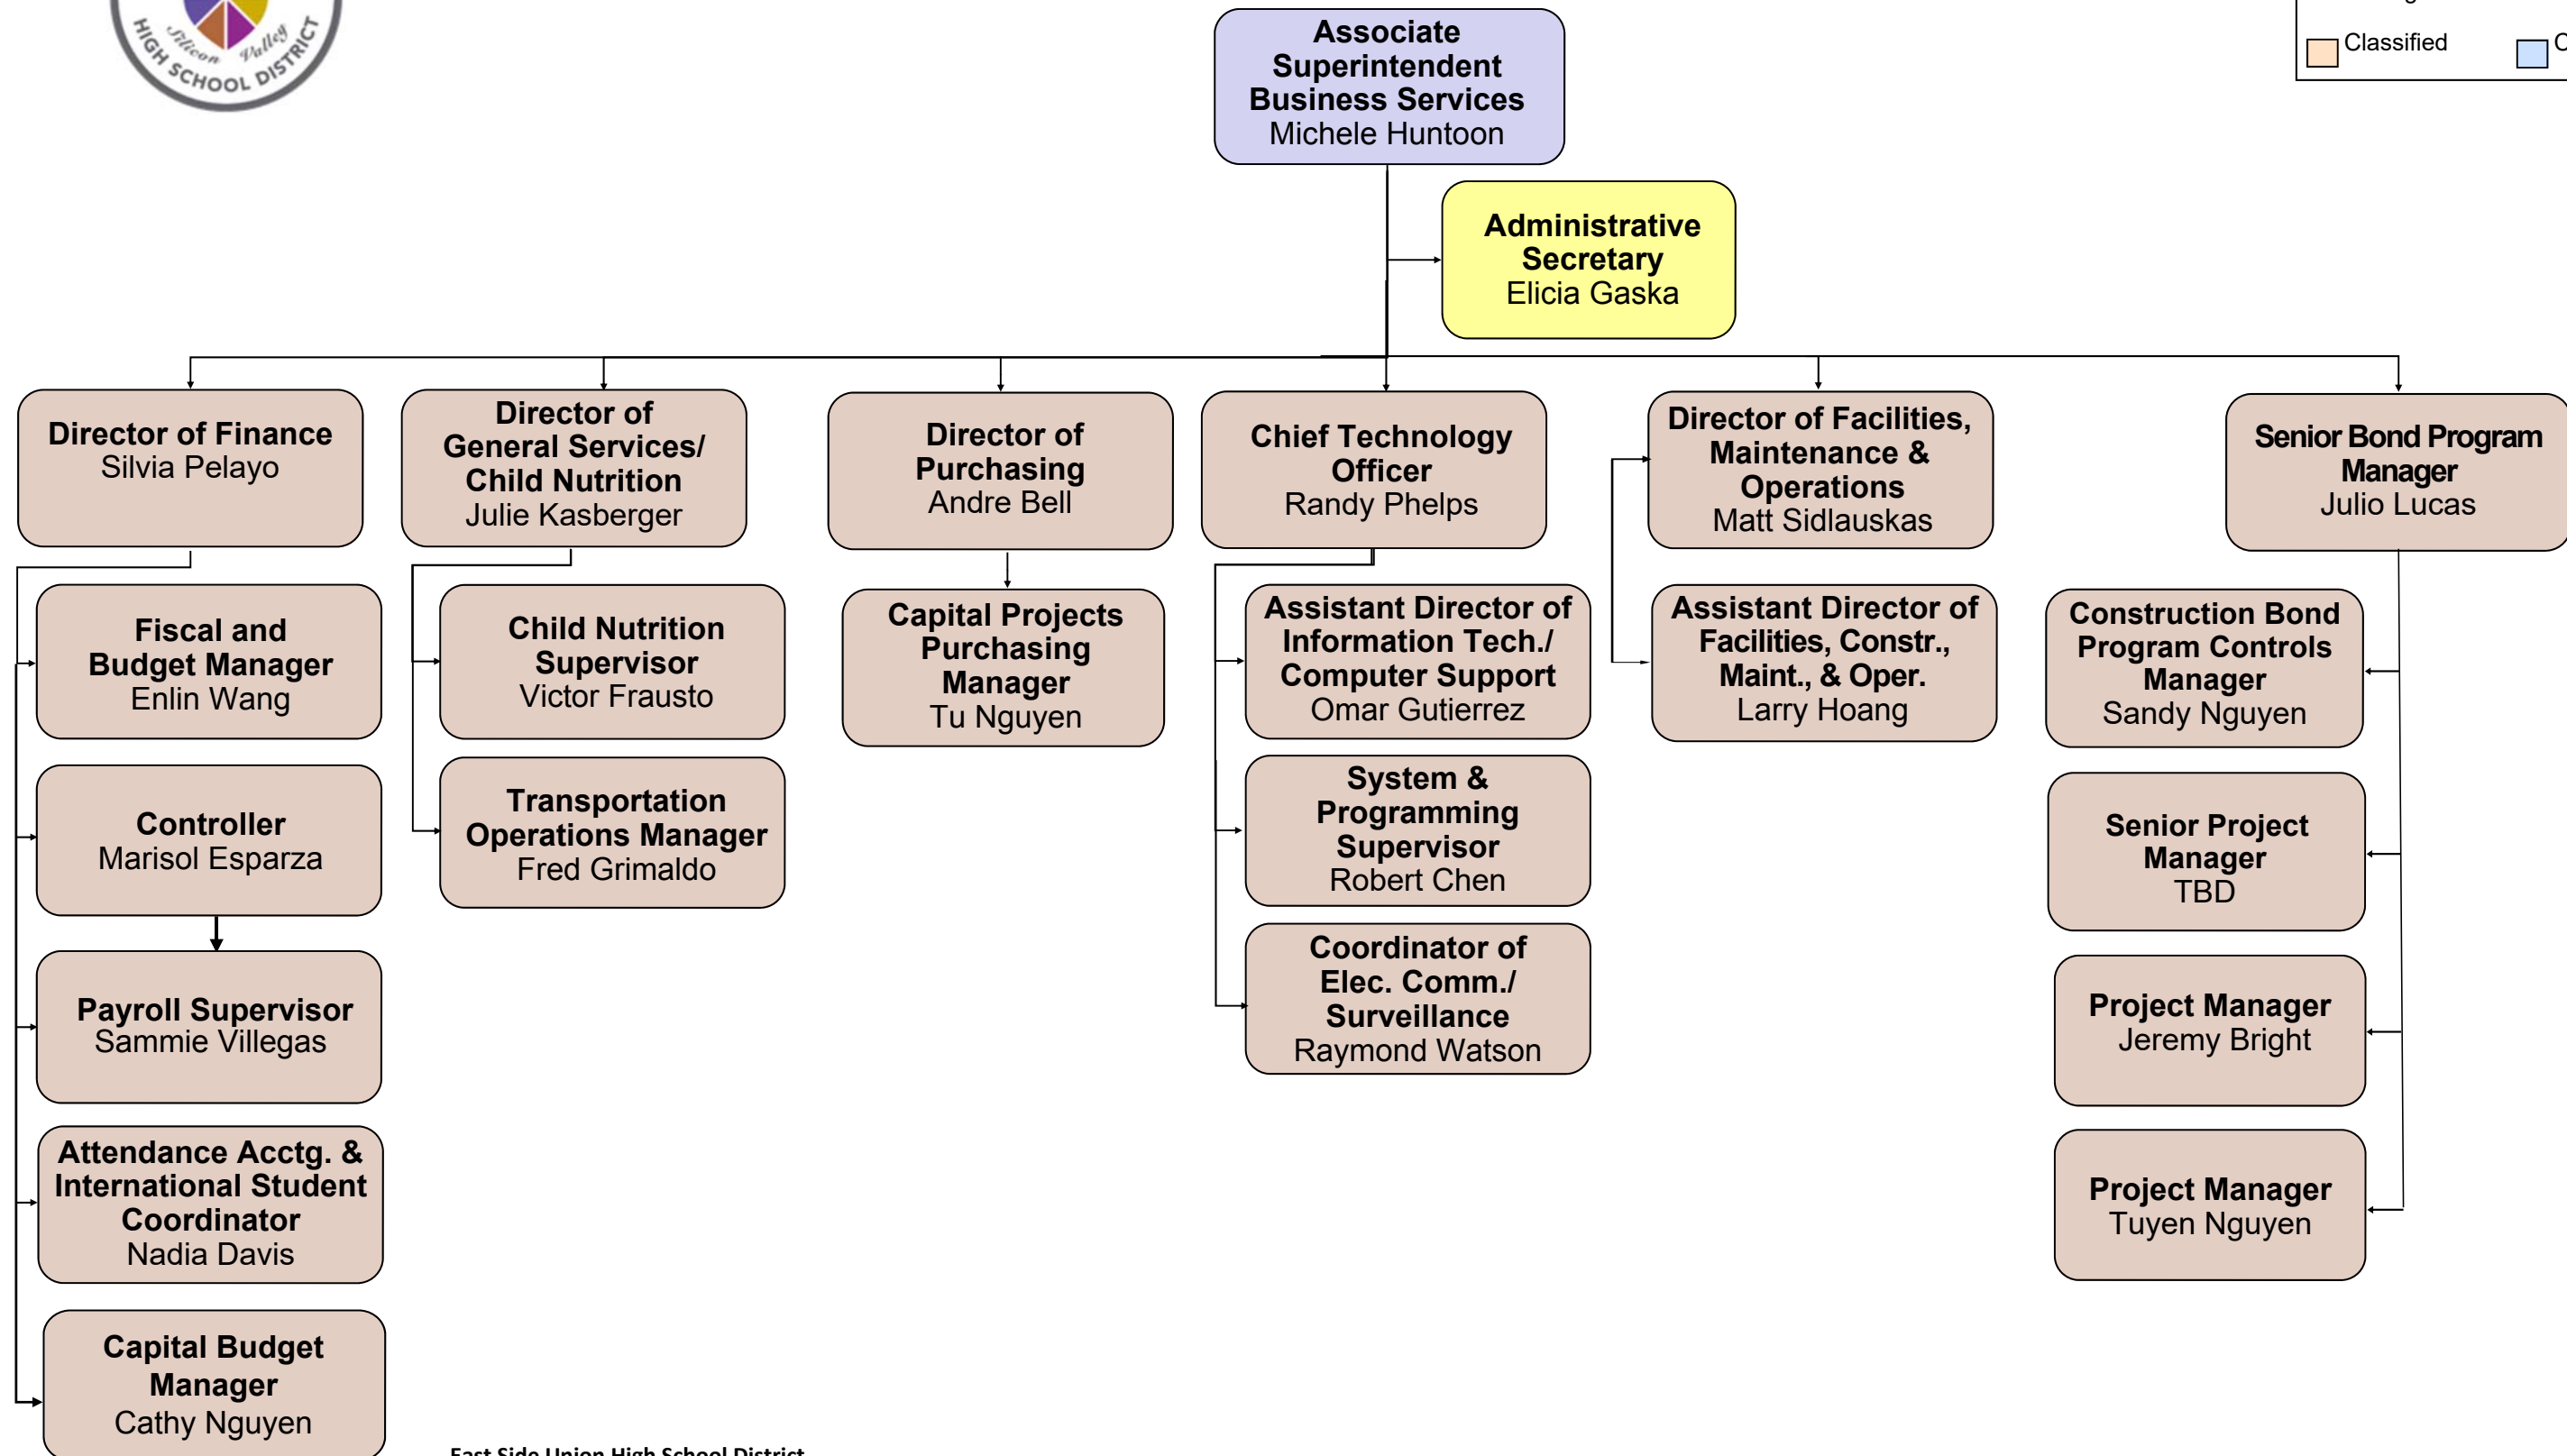 Silicon Valley
HIGH SCHOOL DISTRICT
Classified
Associate
Superintendent
Business Services
Michele Huntoon
Administrative
Secretary
Elicia Gaska
Director of Finance
Silvia Pelayo
Director of
General Services/
Child Nutrition
Julie Kasberger
Director of
Purchasing
Andre Bell
Chief Technology
Officer
Randy Phelps
Director of Facilities,
Maintenance &
Operations
Matt Sidlauskas
Senior Bond Program
Manager
Julio Lucas
Fiscal and
Budget Manager
Enlin Wang
Child Nutrition
Supervisor
Victor Frausto
Capital Projects
Purchasing
Manager
Tu Nguyen
Assistant Director of
Information Tech./
Computer Support
Omar Gutierrez
Assistant Director of
Facilities, Constr.,
Maint., & Oper.
Larry Hoang
Construction Bond
Program Controls
Manager
Sandy Nguyen
Controller
Marisol Esparza
Transportation
Operations Manager
Fred Grimaldo
System &
Programming
Supervisor
Robert Chen
Senior Project
Manager
TBD
Payroll Supervisor
Sammie Villegas
Coordinator of
Elec. Comm./
Surveillance
Raymond Watson
Project Manager
Jeremy Bright
Attendance Acctg. &
International Student
Coordinator
Nadia Davis
Project Manager
Tuyen Nguyen
Capital Budget
Manager
Cathy Nguyen
East Side Union High School District